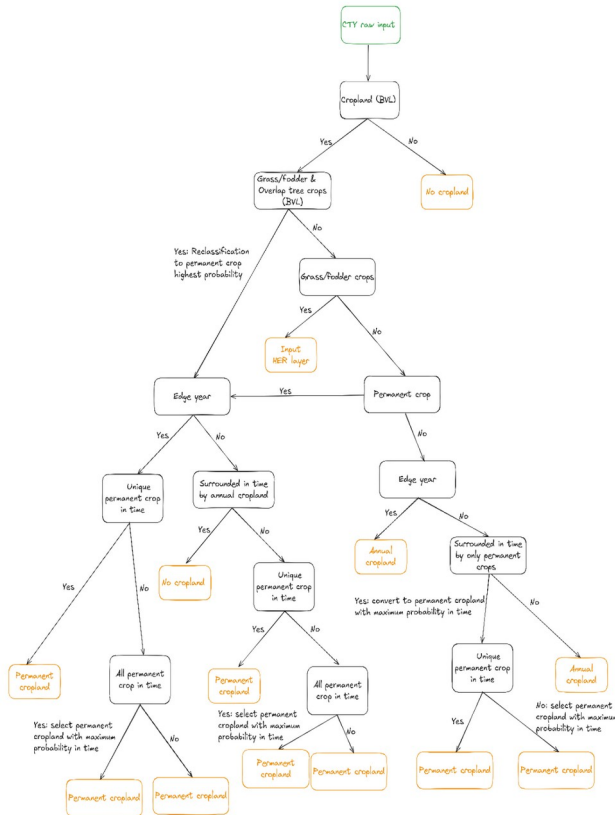 CTY raw input
Cropland (BVL)
Yes
No
Grass/fodder &
Overlap tree crops
(BVL)
No cropland
No
Yes: Reclassification
to permanent crop
highest probability
Grass/fodder crops
Yes
No
Input
HER layer
Edge year
Yes
Permanent crop
Yes
No
No
Unique
permanent crop
in time
Surrounded in time
by annual cropland
Edge year
Yes
No
Yes
No
Annual
cropland
Surrounded in time
by only permanent
crops
Yes
No
No cropland
Unique
permanent crop
in time
Yes: convert to permanent cropland
with maximum probability in time
No
Yes
No
Permanent
cropland
All permanent
crop in time
Permanent
cropland
All permanent
crop in time
Unique
permanent crop
in time
Annual
cropland
Yes: select permanent
cropland with maximum
probability in time
No
Yes: select permanent
cropland with maximum
probability in time
No
Yes
No: select permanent
cropland with maximum
probability in time
Permanent cropland
Permanent cropland
Permanent
cropland
Permanent cropland
Permanent cropland
Permanent cropland